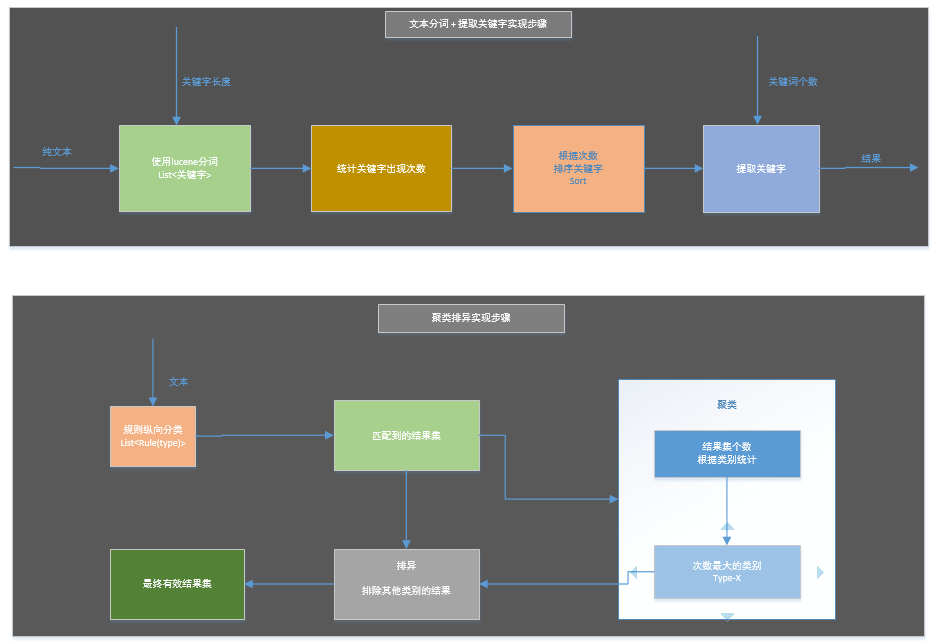 文本分词+提取关键字实现步骤
关键字长度
关键词个数
纯文本
使用lucene分词
List<关键字>
统计关键字出现次数
根据次数
排序关键字
Sort
提取关键字
结果
聚类排异实现步骤
文本
规则纵向分类
List<Rule(type)>
匹配到的结果集
聚类
结果集个数
根据类别统计
次数最大的类别
Type-X
排异
排除其他类别的结果
最终有效结果集